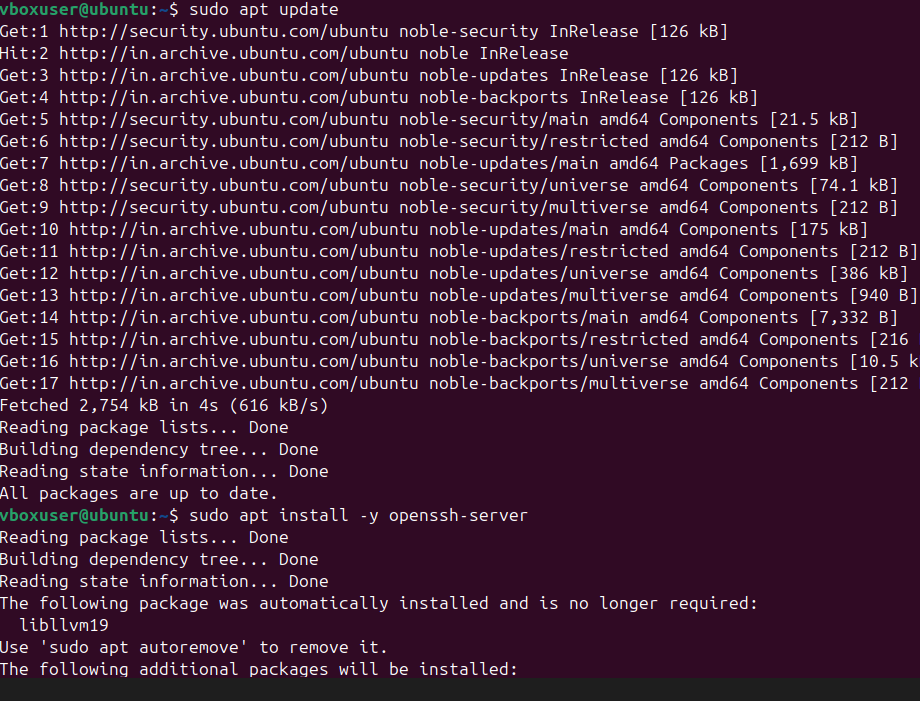 vboxuser@ubuntu:~$ sudo apt update
Get:1 http://security.ubuntu.com/ubuntu noble-security InRelease [126 kB]
Hit:2 http://in.archive.ubuntu.com/ubuntu noble InRelease
Get:3 http://in.archive.ubuntu.com/ubuntu noble-updates InRelease [126 kB]
Get:4 http://in.archive.ubuntu.com/ubuntu noble-backports InRelease [126 kB]
Get:5 http://security.ubuntu.com/ubuntu noble-security/main amd64 Components [21.5 kB]
Get:6 http://security.ubuntu.com/ubuntu noble-security/restricted amd64 Components [212 B]
Get:7 http://in.archive.ubuntu.com/ubuntu noble-updates/main amd64 Packages [1,699 kB]
Get:8 http://security.ubuntu.com/ubuntu noble-security/universe amd64 Components [74.1 kB]
Get:9 http://security.ubuntu.com/ubuntu noble-security/multiverse amd64 Components [212 B]
Get:10 http://in.archive.ubuntu.com/ubuntu noble-updates/main amd64 Components [175 kB]
Get:11 http://in.archive.ubuntu.com/ubuntu noble-updates/restricted amd64 Components [212 B]
Get:12 http://in.archive.ubuntu.com/ubuntu noble-updates/universe amd64 Components [386 kB]
Get:13 http://in.archive.ubuntu.com/ubuntu noble-updates/multiverse amd64 Components [940 B]
Get:14 http://in.archive.ubuntu.com/ubuntu noble-backports/main amd64 Components [7,332 B]
Get:15 http://in.archive.ubuntu.com/ubuntu noble-backports/restricted amd64 Components [216
Get:16 http://in.archive.ubuntu.com/ubuntu noble-backports/universe amd64 Components [10.5 k
Get:17 http://in.archive.ubuntu.com/ubuntu noble-backports/multiverse amd64 Components [212
Fetched 2,754 kB in 4s (616 kB/s)
Reading package lists... Done
Building dependency tree... Done
Reading state information... Done
All packages are up to date.
vboxuser@ubuntu:~$ sudo apt install -y openssh-server
Reading package lists... Done
Building dependency tree... Done
Reading state information... Done
The following package was automatically installed and is no longer required:
  libllvm19
Use 'sudo apt autoremove' to remove it.
The following additional packages will be installed: